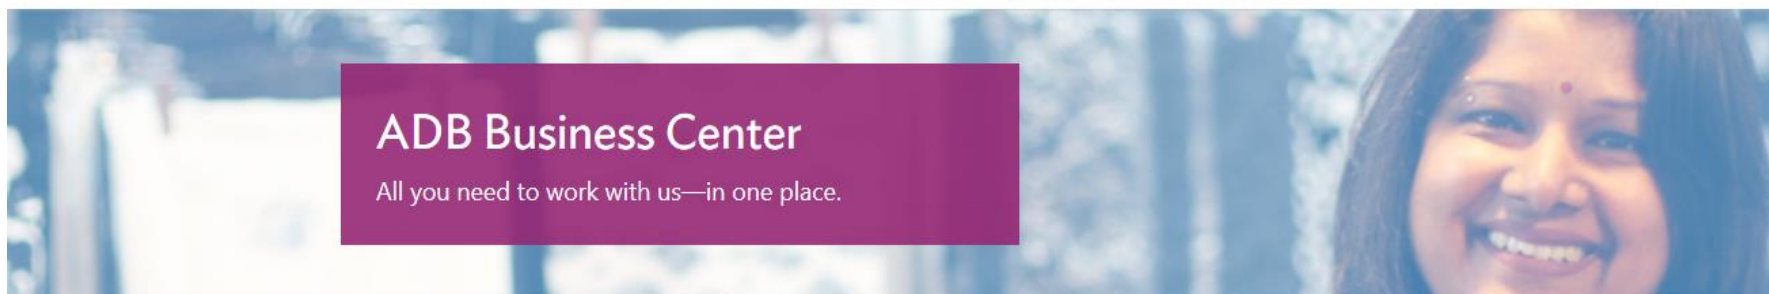 ADB Business Center
All you need to work with us—in one place.